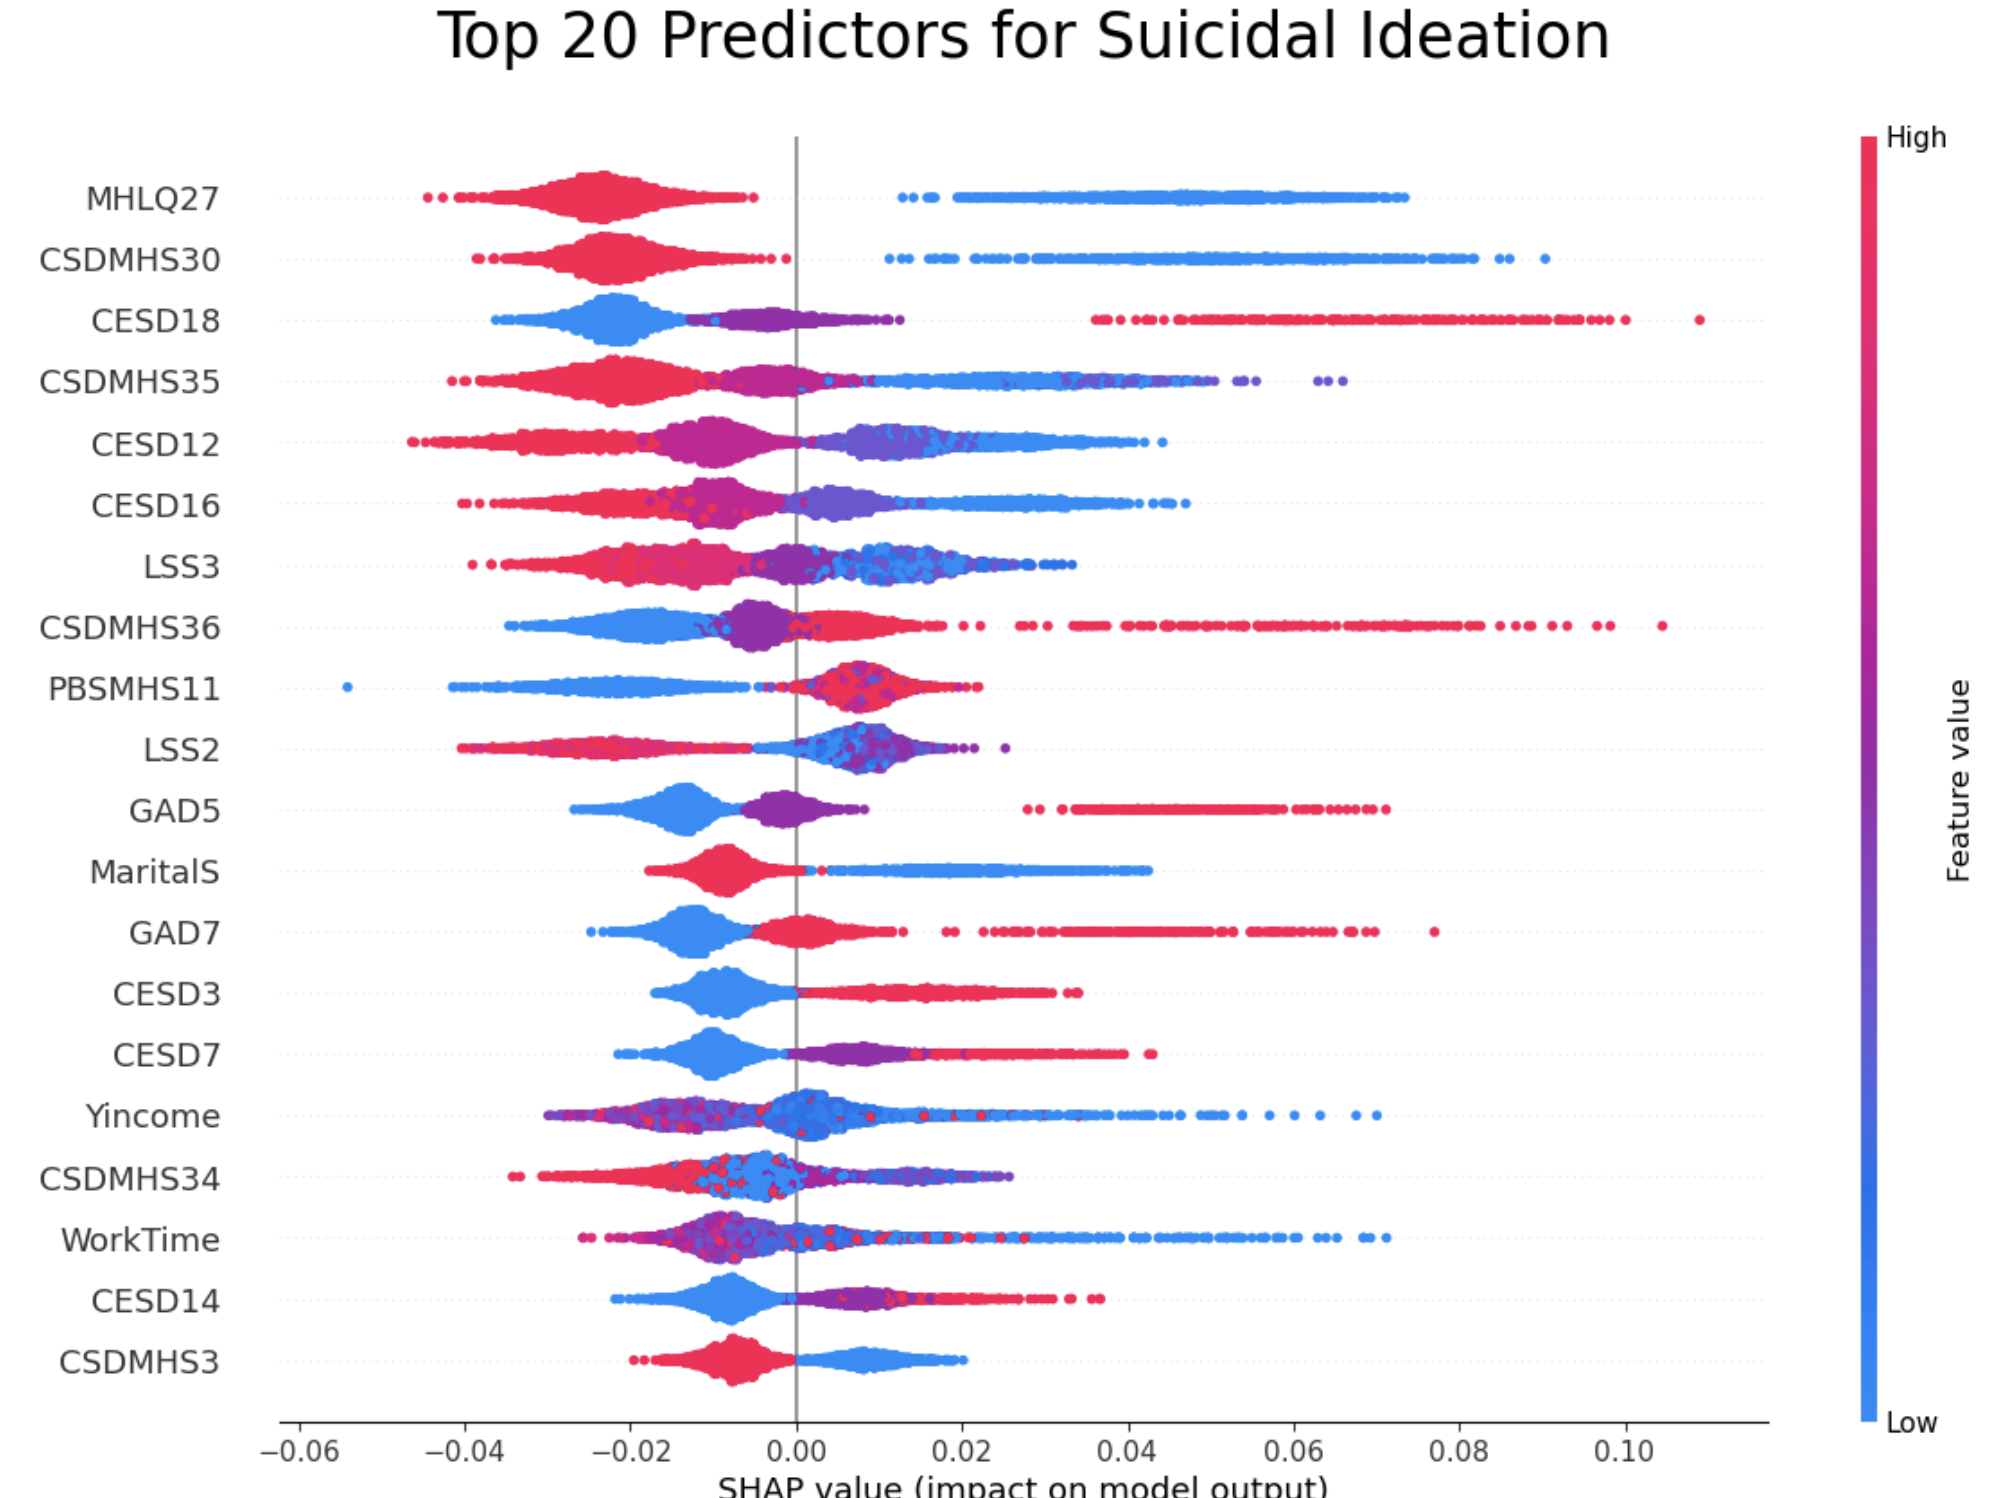 Top 20 Predictors for Suicidal Ideation
High
MHLQ27
CSDMHS30
CESD18
CSDMHS35
CESD12
CESD16
LSS3
CSDMHS36
PBSMHS11
LSS2
GAD5
MaritalS
GAD7
CESD3
CESD7
Yincome
CSDMHS34
WorkTime
CESD14
CSDMHS3
Feature value
Low
−0.06 −0.04 −0.02 0.00 0.02 0.04 0.06 0.08 0.10
SHAP value (impact on model output)